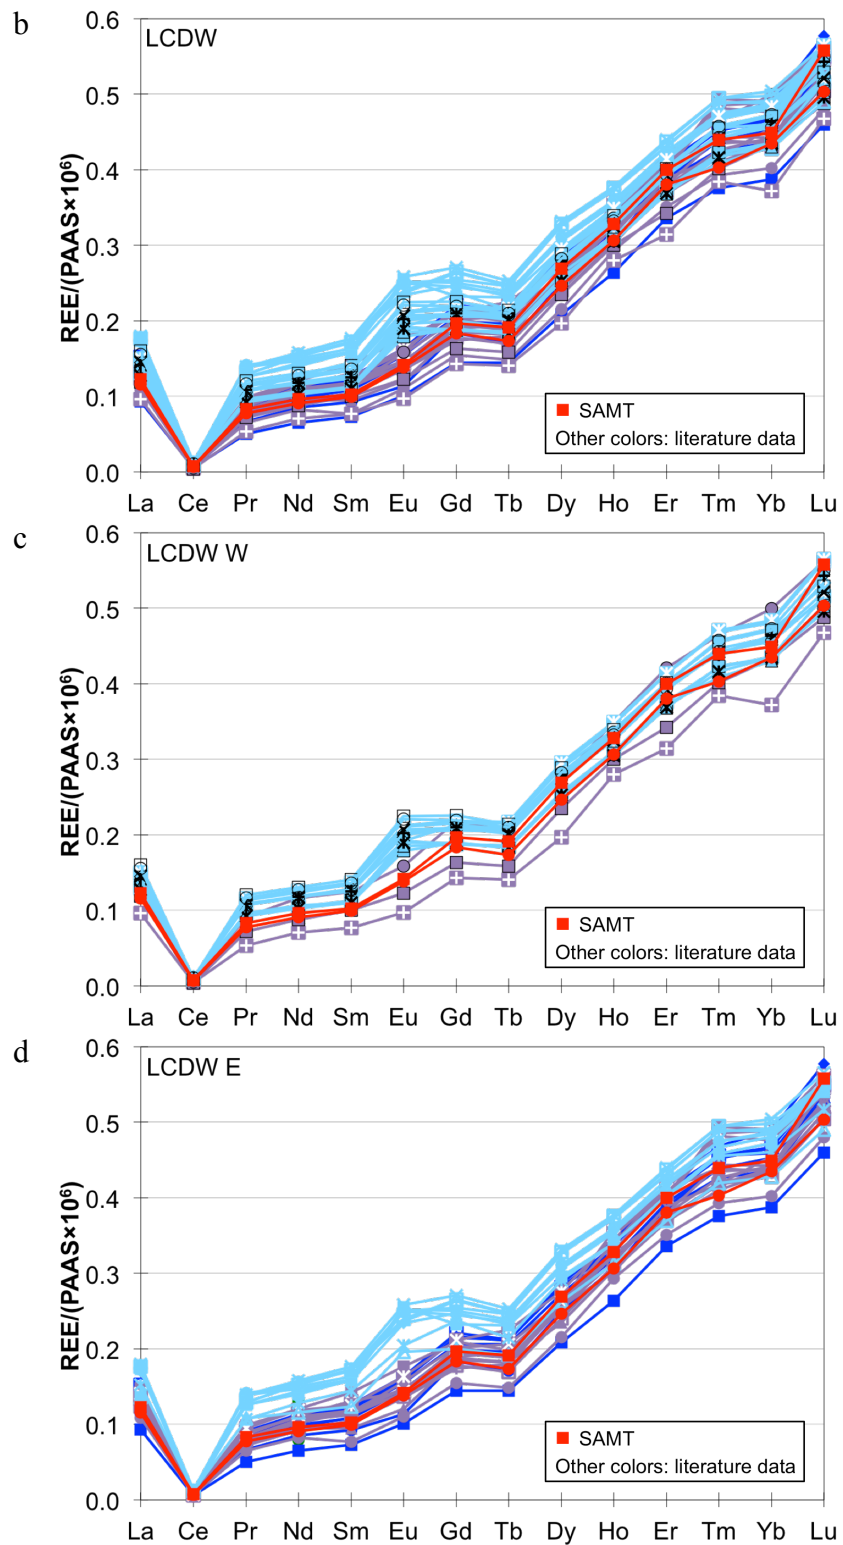 b
LCDW
REE/(PAAS×10⁶)
0.6
0.5
0.4
0.3
0.2
0.1
0.0
SAMT
Other colors: literature data
La Ce Pr Nd Sm Eu Gd Tb Dy Ho Er Tm Yb Lu
c
LCDW W
REE/(PAAS×10⁶)
0.6
0.5
0.4
0.3
0.2
0.1
0.0
SAMT
Other colors: literature data
La Ce Pr Nd Sm Eu Gd Tb Dy Ho Er Tm Yb Lu
d
LCDW E
REE/(PAAS×10⁶)
0.6
0.5
0.4
0.3
0.2
0.1
0.0
SAMT
Other colors: literature data
La Ce Pr Nd Sm Eu Gd Tb Dy Ho Er Tm Yb Lu